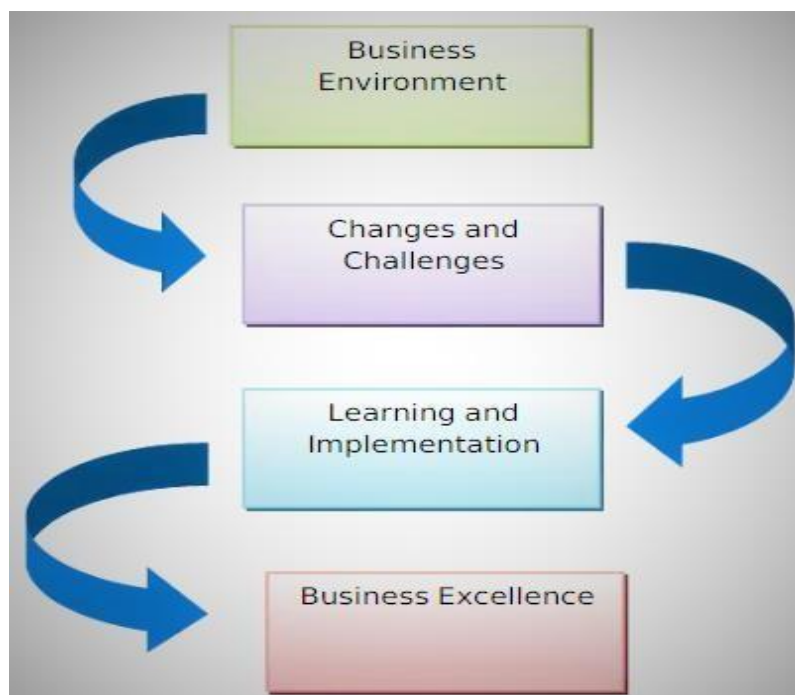 Business
Environment
Changes and
Challenges
Learning and
Implementation
Business Excellence